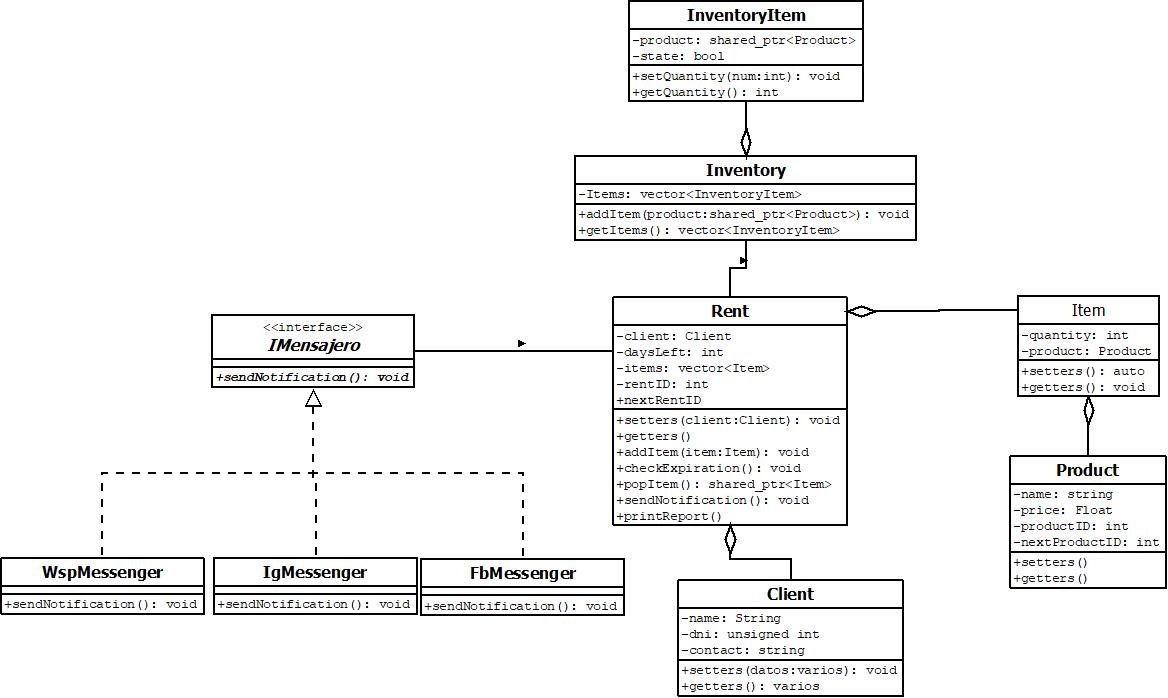 InventoryItem
-product: shared_ptr<Product>
-state: bool
+setQuantity(num:int): void
+getQuantity(): int
Inventory
-Items: vector<InventoryItem>
+addItem(product:shared_ptr<Product>): void
+getItems(): vector<InventoryItem>
Rent
-client: Client
-daysLeft: int
-items: vector<Item>
-rentID: int
+nextRentID
+setters(client:Client): void
+getters()
+addItem(item:Item): void
+checkExpiration(): void
+popItem(): shared_ptr<Item>
+sendNotification(): void
+printReport()
Item
-quantity: int
-product: Product
+setters(): auto
+getters(): void
<<interface>>
IMensajero
+sendNotification(): void
Product
-name: string
-price: Float
-productID: int
-nextProductID: int
+setters()
+getters()
WspMessenger
+sendNotification(): void
IgMessenger
+sendNotification(): void
FbMessenger
+sendNotification(): void
Client
-name: String
-dni: unsigned int
-contact: string
+setters(datos:varios): void
+getters(): varios